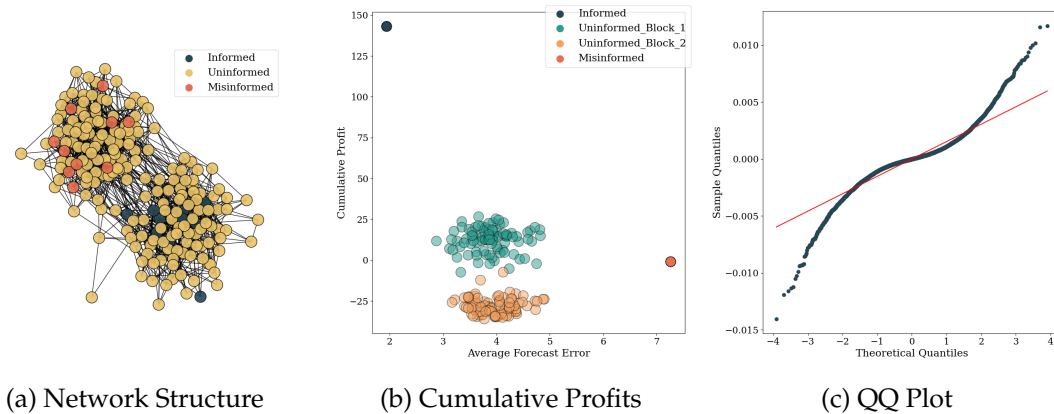 Informed
Uninformed
Misinformed
(a) Network Structure
150
125
100
75
50
25
0
−25
Cumulative Profit
2
3
4
5
6
7
Average Forecast Error
Informed
Uninformed_Block_1
Uninformed_Block_2
Misinformed
(b) Cumulative Profits
0.010
0.005
0.000
−0.005
−0.010
−0.015
Sample Quantiles
−4
−3
−2
−1
0
1
2
3
4
Theoretical Quantiles
(c) QQ Plot